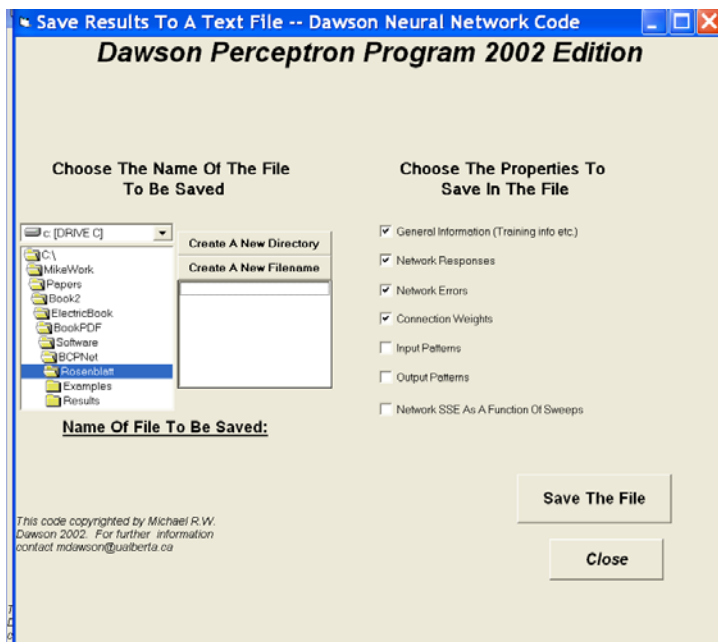 Save Results To A Text File -- Dawson Neural Network Code
Dawson Perceptron Program 2002 Edition
Choose The Name Of The File
To Be Saved
c: [DRIVE C]
C:\
MikeWork
Papers
Book2
ElectricBook
BookPDF
Software
BCPNet
Rosenblatt
Examples
Results
Create A New Directory
Create A New Filename
Name Of File To Be Saved:
Choose The Properties To
Save In The File
General Information (Training info etc.)
Network Responses
Network Errors
Connection Weights
Input Patterns
Output Patterns
Network SSE As A Function Of Sweeps
Save The File
Close
This code copyrighted by Michael R.W.
Dawson 2002. For further information
contact mdawson@ualberta.ca